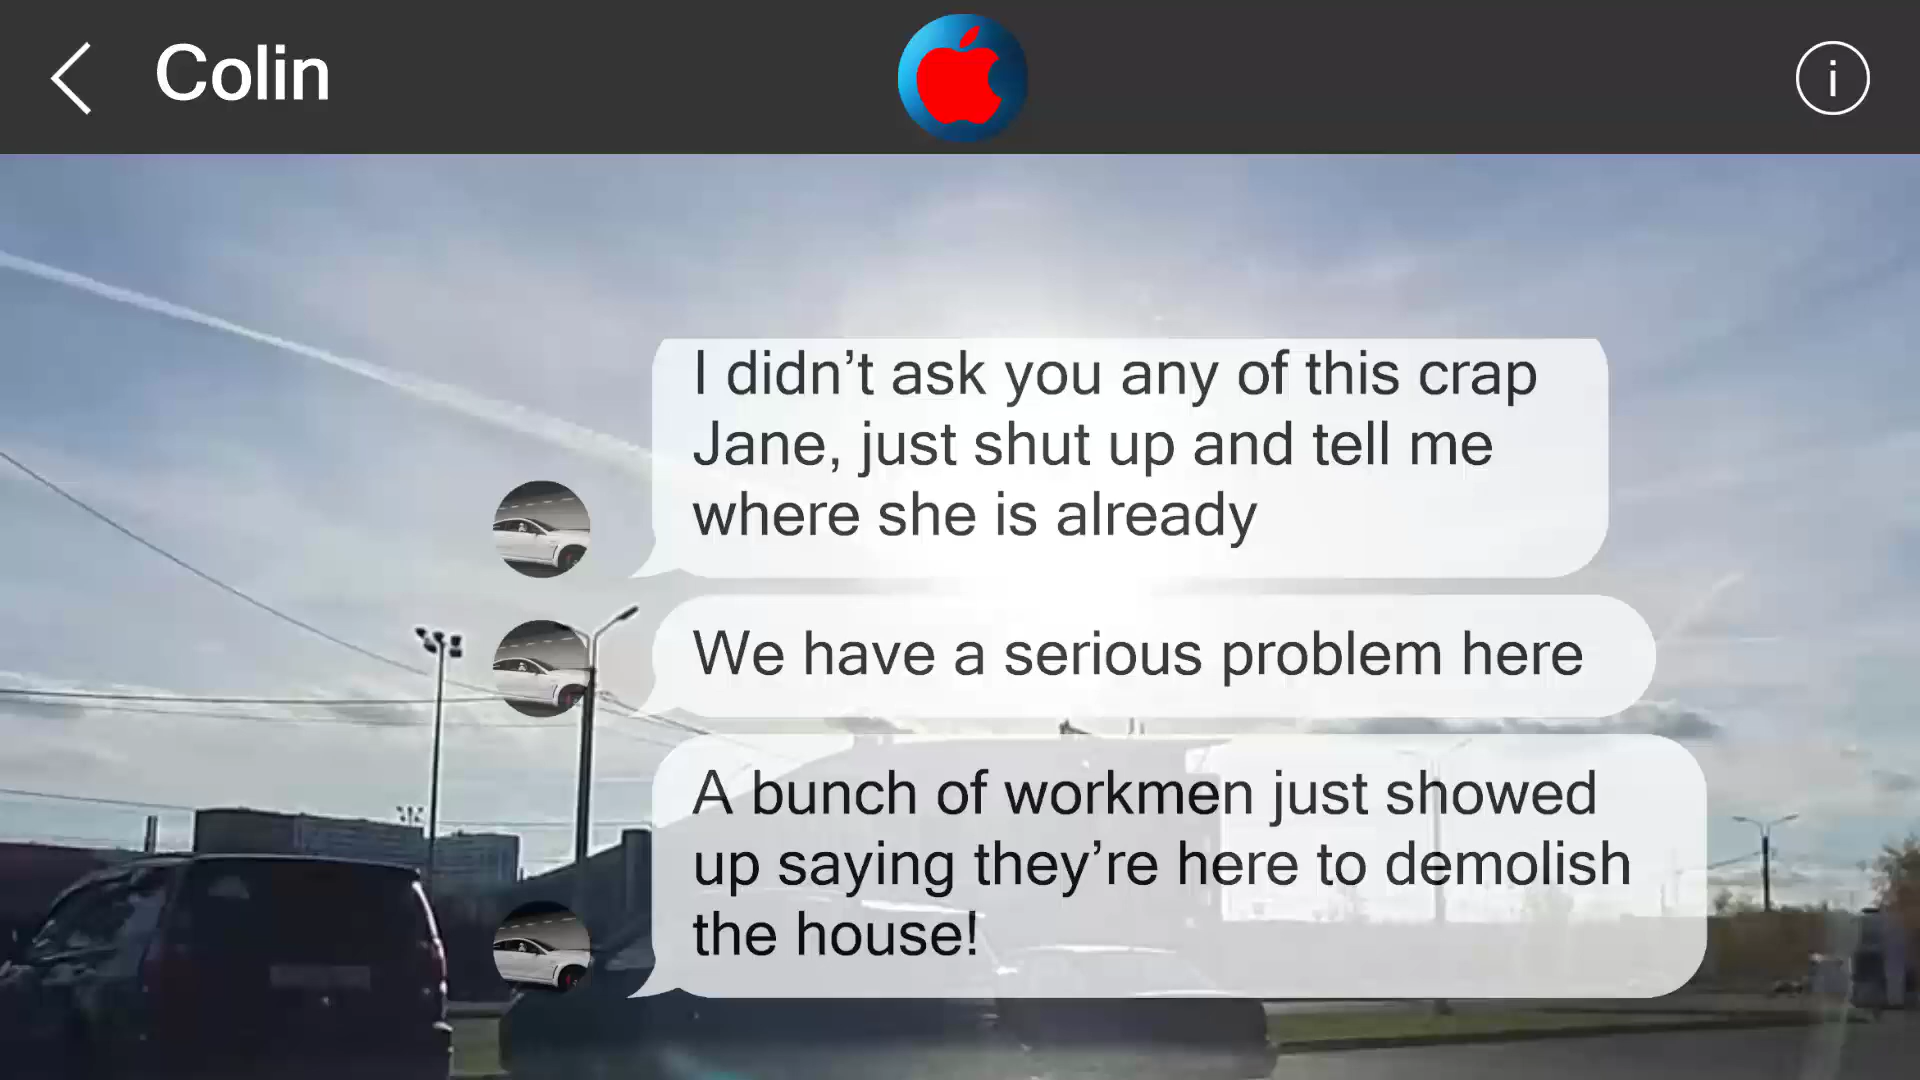 Colin
i
I didn’t ask you any of this crap
Jane, just shut up and tell me
where she is already
We have a serious problem here
A bunch of workmen just showed
up saying they’re here to demolish
the house!